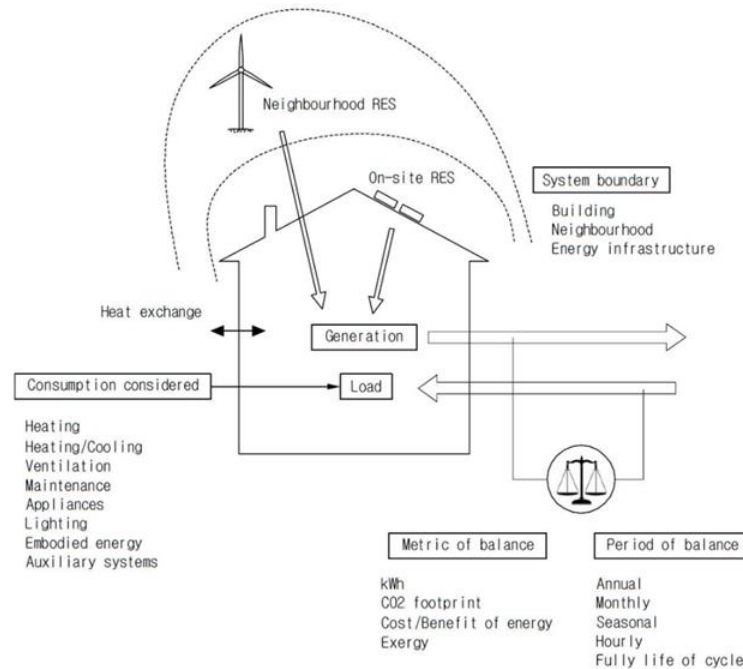 Neighbourhood RES
On-site RES
System boundary
Building
Neighbourhood
Energy infrastructure
Heat exchange
Generation
Consumption considered
Load
Heating
Heating/Cooling
Ventilation
Maintenance
Appliances
Lighting
Embodied energy
Auxiliary systems
Metric of balance
kWh
CO2 footprint
Cost/Benefit of energy
Exergy
Period of balance
Annual
Monthly
Seasonal
Hourly
Fully life of cycle